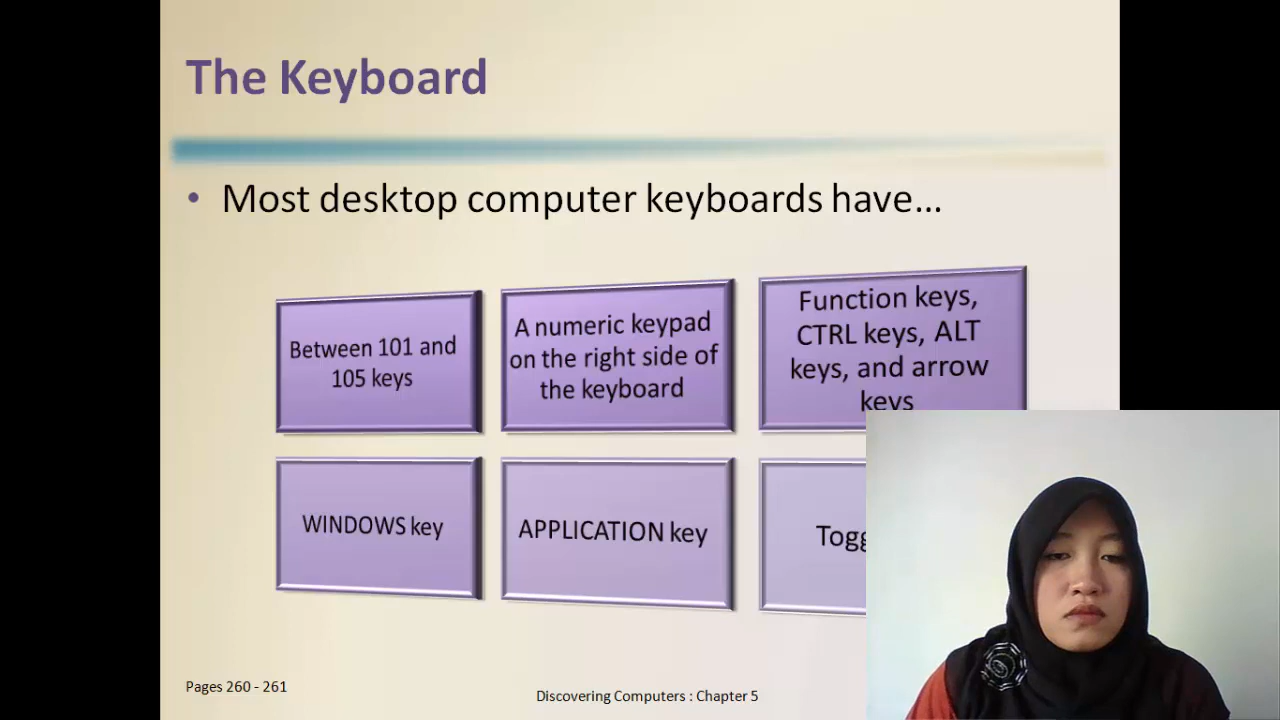 The Keyboard
• Most desktop computer keyboards have…
Between 101 and
105 keys
A numeric keypad
on the right side of
the keyboard
Function keys,
CTRL keys, ALT
keys, and arrow
keys
WINDOWS key
APPLICATION key
Pages 260 - 261
Discovering Computers : Chapter 5